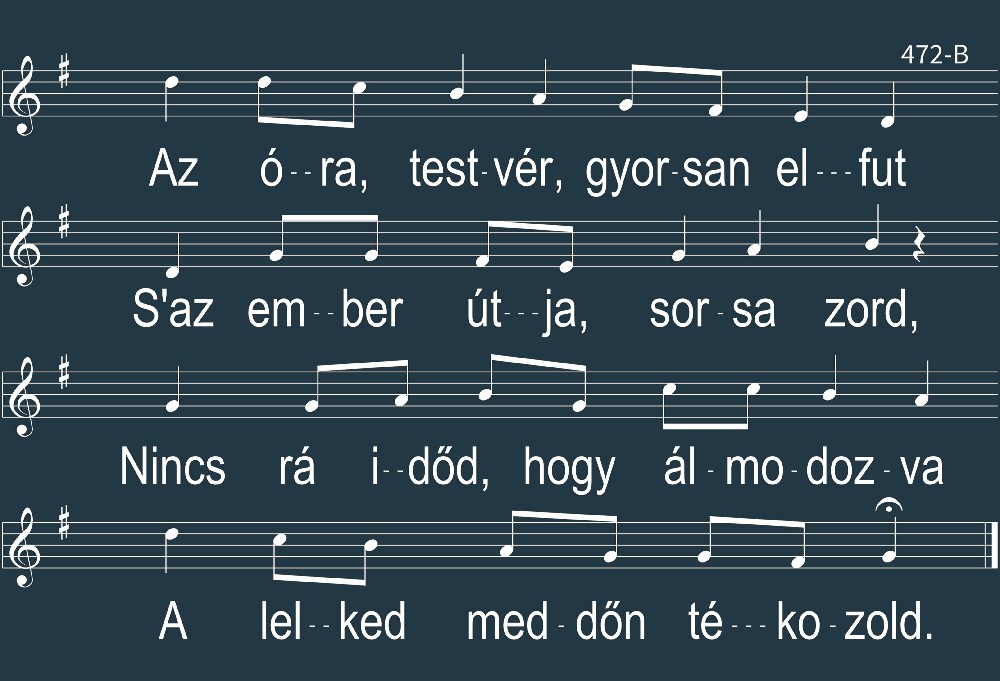 472-B
Az ó--ra, test-vér, gyor-san el---fut
S'az em--ber út---ja, sor-sa zord,
Nincs rá i--dőd, hogy ál-mo-doz-va
A lel--ked med-dőn té---ko-zold.